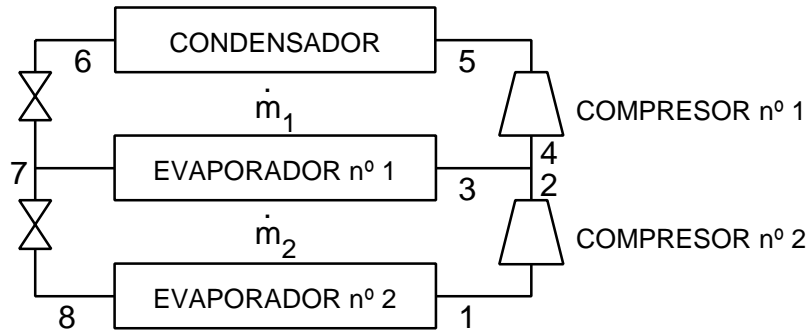 CONDENSADOR
6
5
ṁ1
COMPRESOR nº 1
4
7
EVAPORADOR nº 1
3
2
ṁ2
COMPRESOR nº 2
EVAPORADOR nº 2
8
1